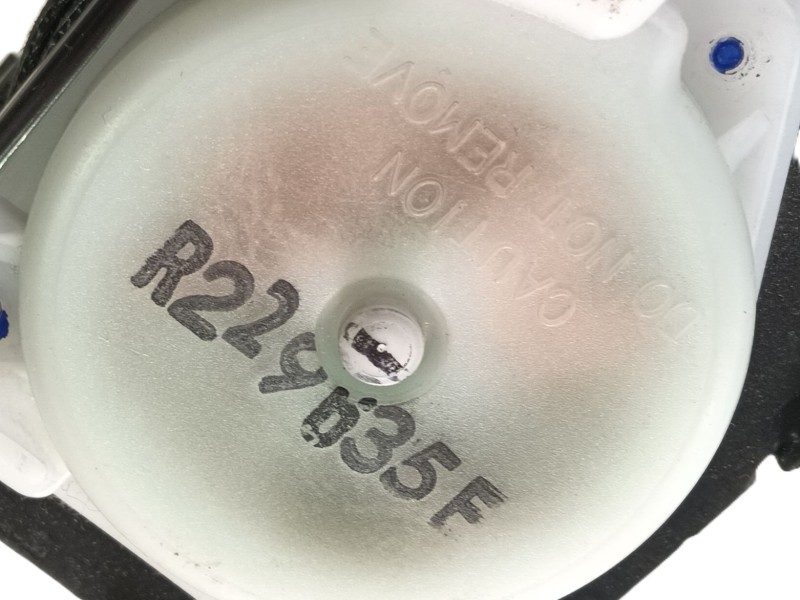 R229635F
CAUTION
DO NOT REMOVE